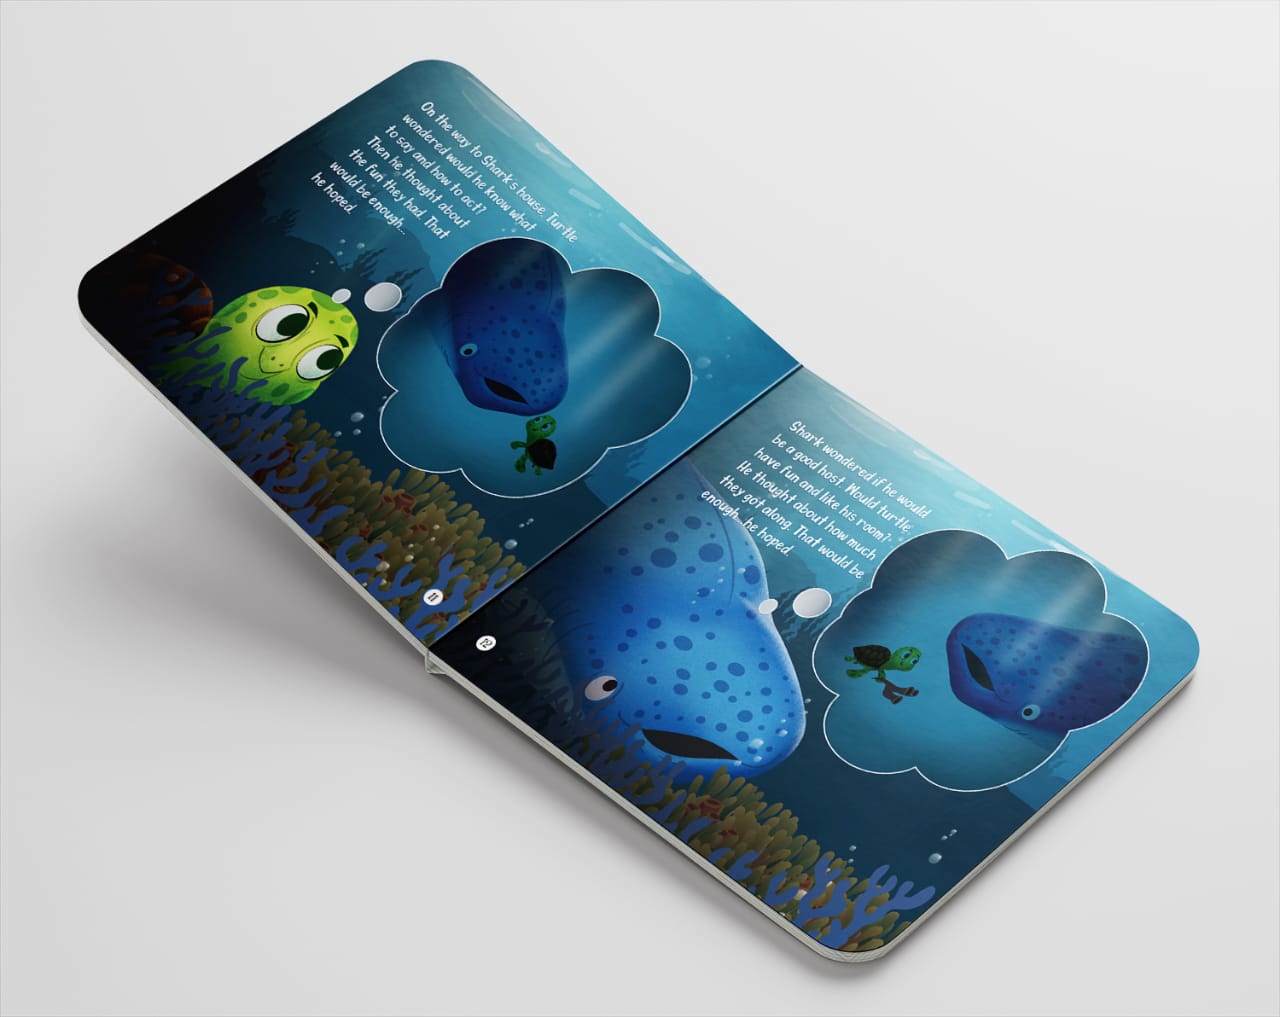 On the way to Shark's house, Turtle
wondered would he know what
to say and how to act?
Then he thought about
the fun they had. That
would be enough...
he hoped.
11
Shark wondered if he would
be a good host. Would turtle
have fun and like his room?
He thought about how much
they got along. That would be
enough...he hoped.
12